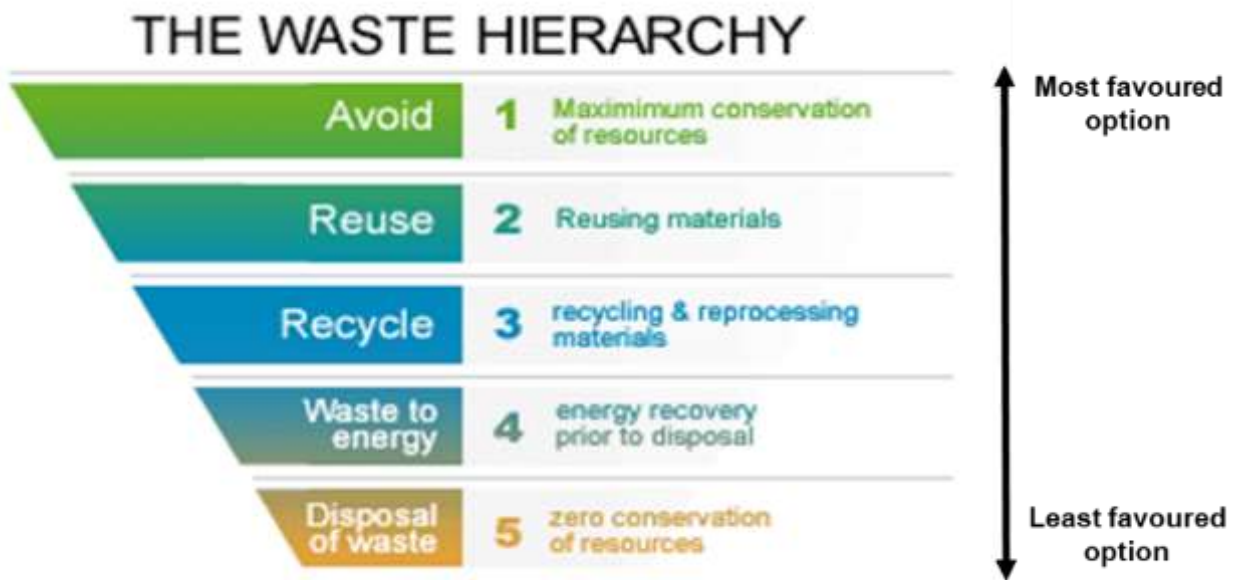 THE WASTE HIERARCHY
Avoid
1
Maximimum conservation
of resources
Most favoured
option
Reuse
2
Reusing materials
Recycle
3
recycling & reprocessing
materials
Waste to
energy
4
energy recovery
prior to disposal
Disposal
of waste
5
zero conservation
of resources
Least favoured
option